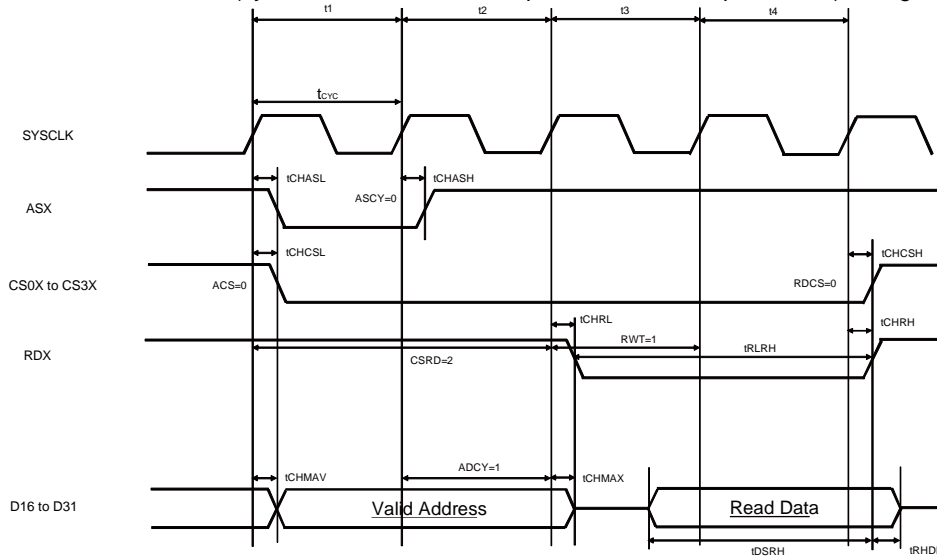 t1 t2 t3 t4
tCYC
SYSCLK
tCHASL tCHASH
ASCY=0
ASX
tCHCSL tCHCSH
CS0X to CS3X ACS=0 RDCS=0
tCHRL tCHRH
RWT=1
RDX CSRD=2 tRLRH
tCHMAV ADCY=1 tCHMAX
D16 to D31 Valid Address Read Data
tDSRH